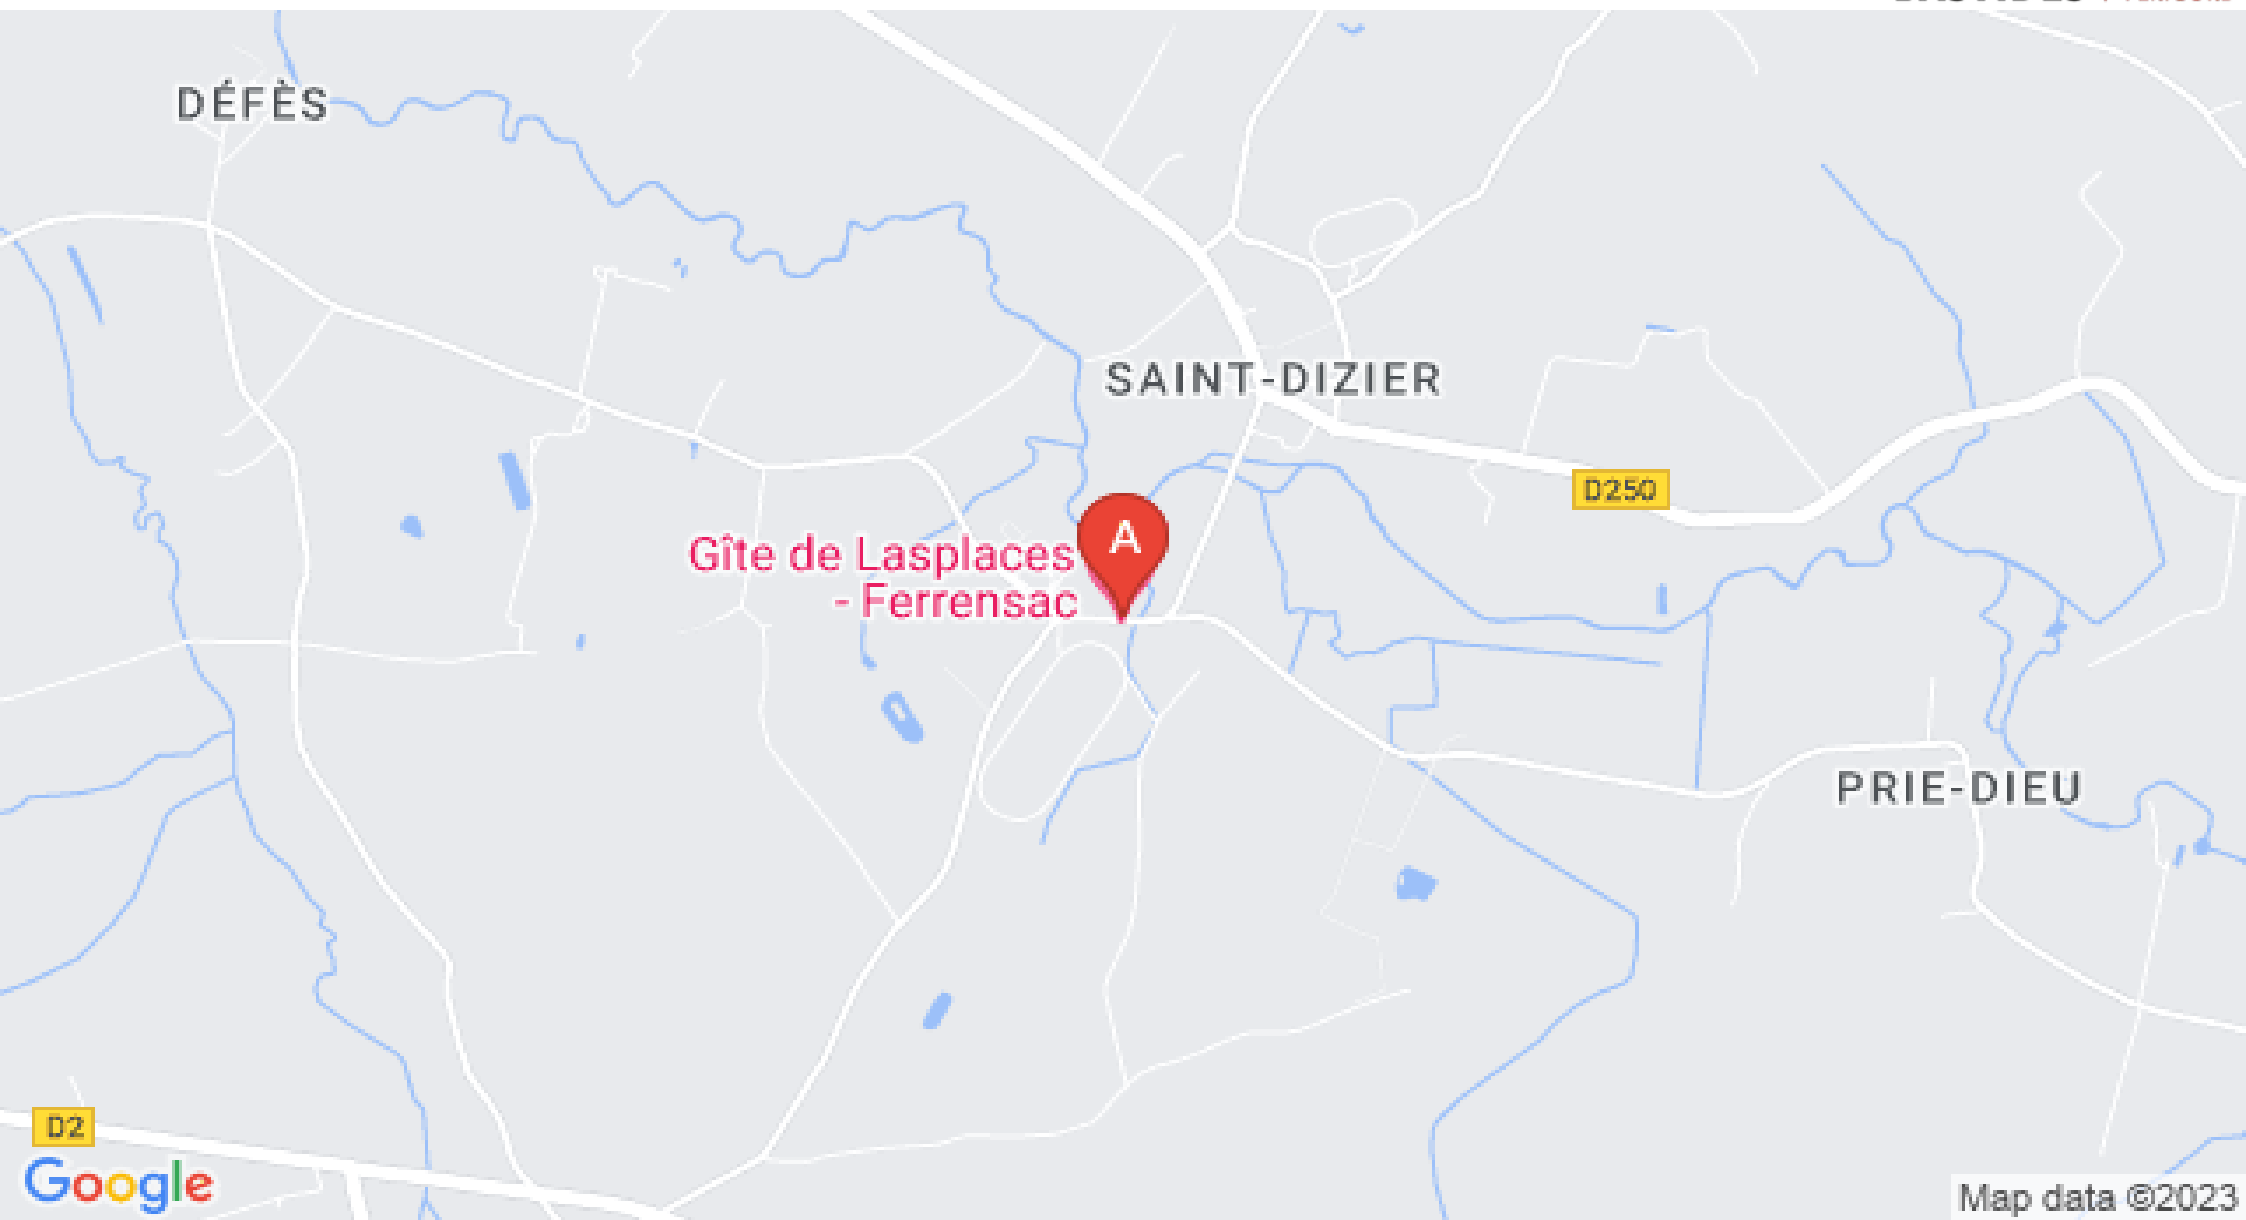 DÉFÈS
SAINT-DIZIER
D250
A
Gîte de Lasplaces
- Ferrensac
PRIE-DIEU
D2
Google
Map data ©2023